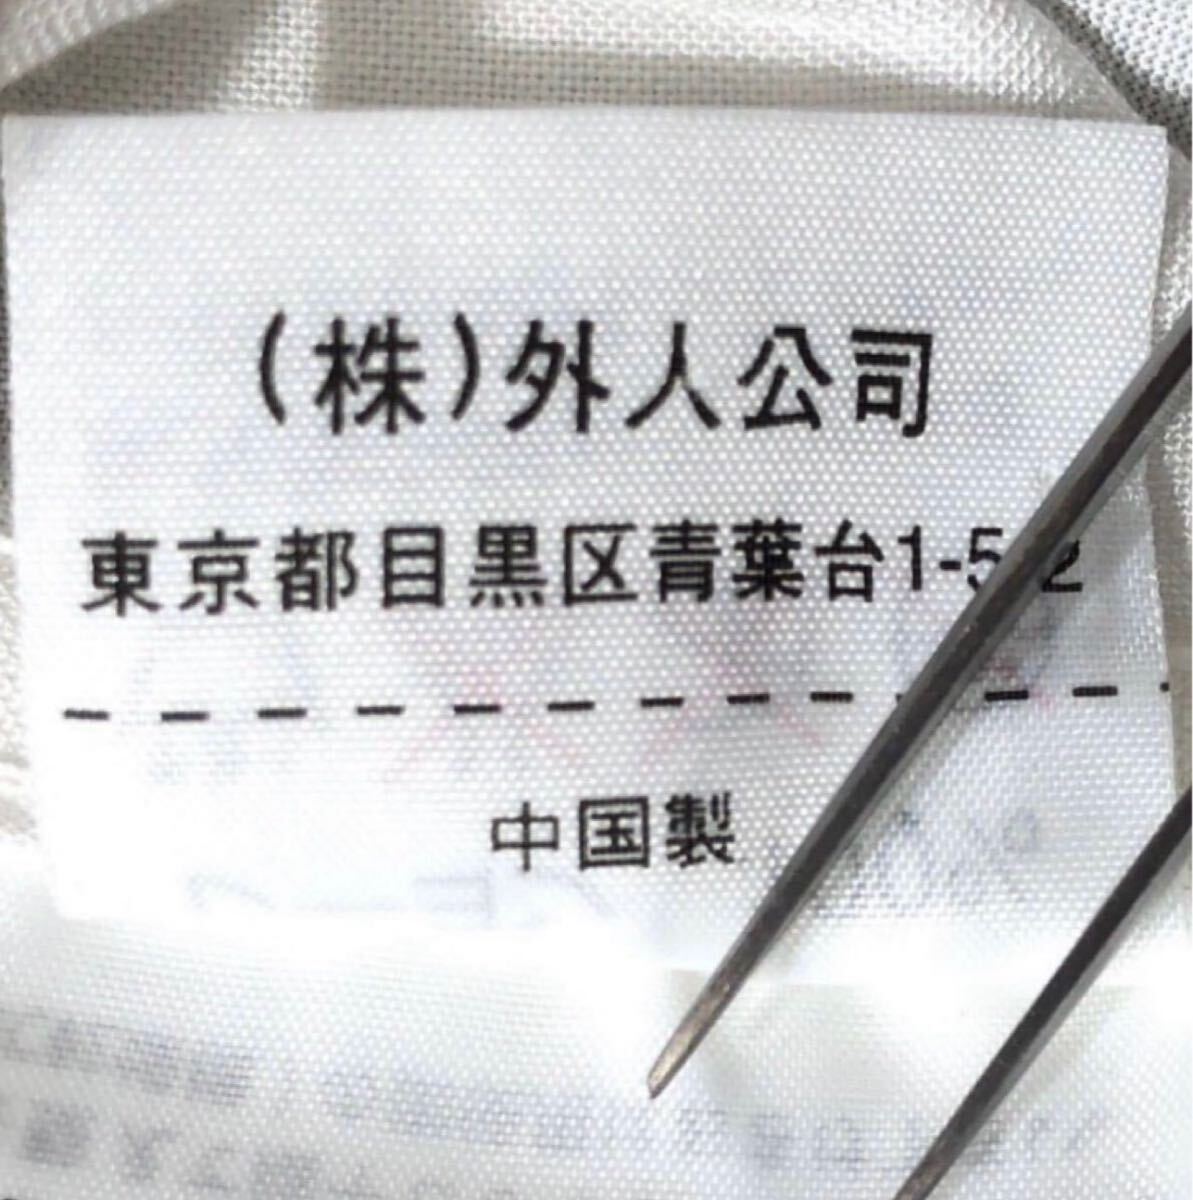 (株)外人公司
東京都目黒区青葉台1-5-2
中国製